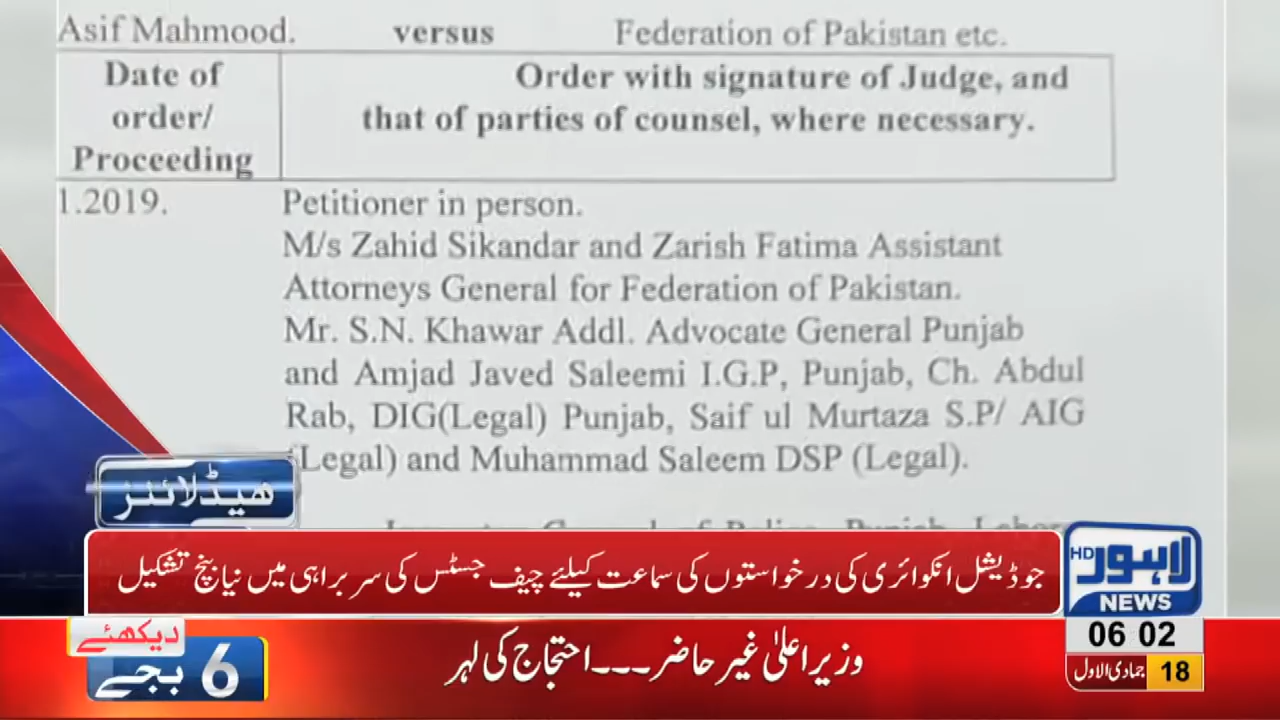 Asif Mahmood. versus Federation of Pakistan etc.
Date of order/ Proceeding
Order with signature of Judge, and that of parties of counsel, where necessary.
1.2019.
Petitioner in person.
M/s Zahid Sikandar and Zarish Fatima Assistant
Attorneys General for Federation of Pakistan.
Mr. S.N. Khawar Addl. Advocate General Punjab
and Amjad Javed Saleemi I.G.P, Punjab, Ch. Abdul
Rab, DIG(Legal) Punjab, Saif ul Murtaza S.P/ AIG
(Legal) and Muhammad Saleem DSP (Legal).
ہیڈلائنز
جوڈیشل انکوائری کی درخواستوں کی سماعت کیلئے چیف جسٹس کی سربراہی میں نیا بنچ تشکیل
HD لاہور
NEWS
06 02
18 جمادی الاول
دیکھئے
6 بجے
وزیراعلیٰ غیر حاضر۔۔۔احتجاج کی لہر